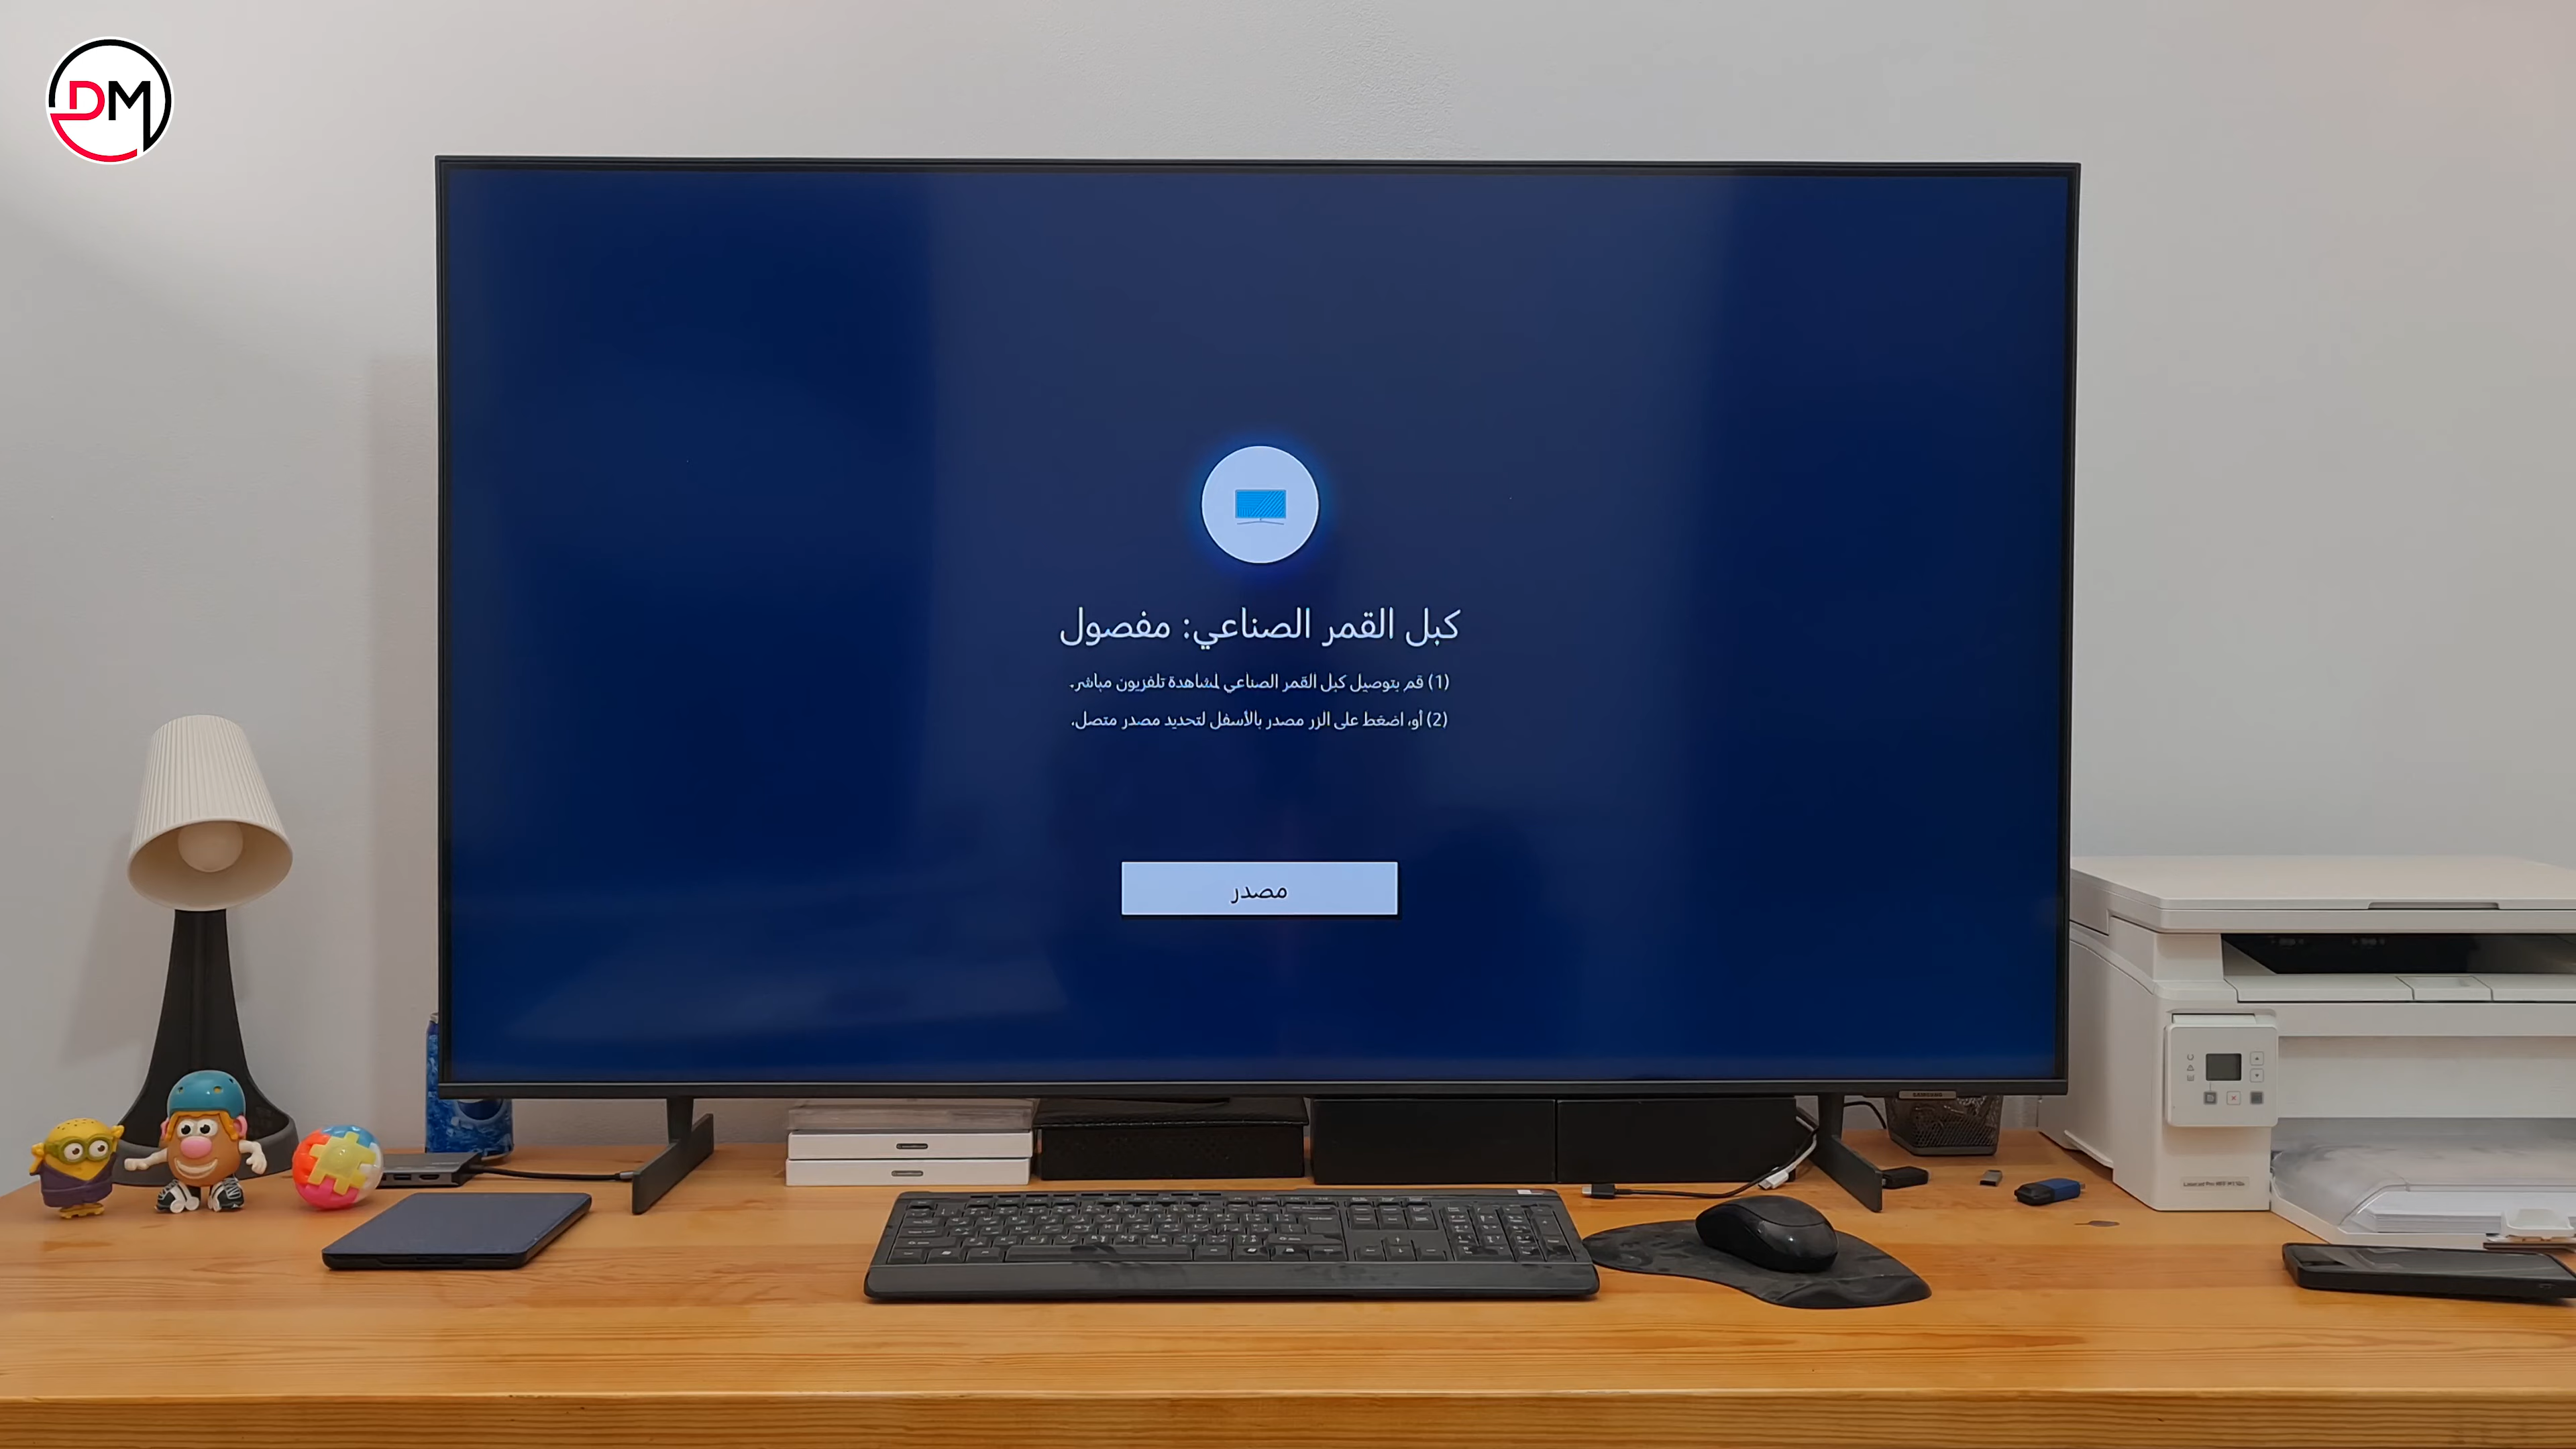 DM
كبل القمر الصناعي: مفصول
(1) قم بتوصيل كبل القمر الصناعي لمشاهدة تلفزيون مباشر.
(2) أو، اضغط على الزر مصدر بالأسفل لتحديد مصدر متصل.
مصدر
SAMSUNG